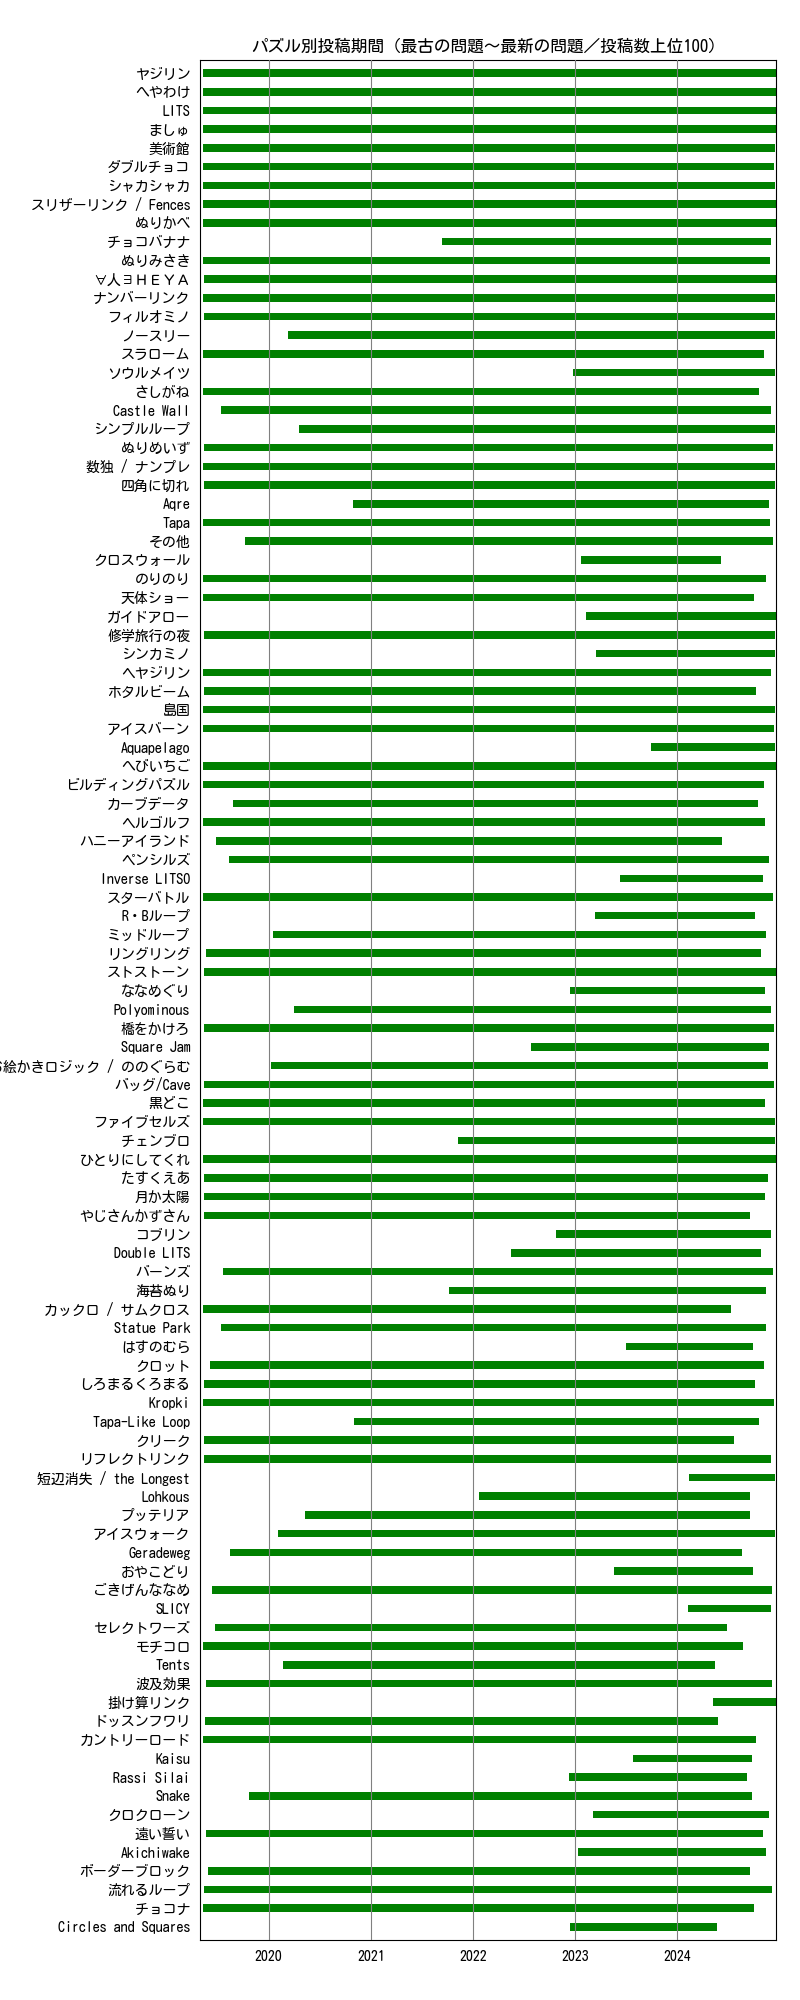 パズル別投稿期間（最古の問題～最新の問題／投稿数上位100）
ヤジリン
へやわけ
LITS
ましゅ
美術館
ダブルチョコ
シャカシャカ
スリザーリンク / Fences
ぬりかべ
チョコバナナ
ぬりみさき
∀人∃ＨＥＹＡ
ナンバーリンク
フィルオミノ
ノースリー
スラローム
ソウルメイツ
さしがね
Castle Wall
シンプルループ
ぬりめいず
数独 / ナンプレ
四角に切れ
Aqre
Tapa
その他
クロスウォール
のりのり
天体ショー
ガイドアロー
修学旅行の夜
シンカミノ
ヘヤジリン
ホタルビーム
島国
アイスバーン
Aquapelago
へびいちご
ビルディングパズル
カーブデータ
ヘルゴルフ
ハニーアイランド
ペンシルズ
Inverse LITSO
スターバトル
R・Bループ
ミッドループ
リングリング
ストストーン
ななめぐり
Polyominous
橋をかけろ
Square Jam
絵かきロジック / ののぐらむ
バッグ/Cave
黒どこ
ファイブセルズ
チェンブロ
ひとりにしてくれ
たすくえあ
月か太陽
やじさんかずさん
コブリン
Double LITS
バーンズ
海苔ぬり
カックロ / サムクロス
Statue Park
はすのむら
クロット
しろまるくろまる
Kropki
Tapa-Like Loop
クリーク
リフレクトリンク
短辺消失 / the Longest
Lohkous
プッテリア
アイスウォーク
Geradeweg
おやこどり
ごきげんななめ
SLICY
セレクトワーズ
モチコロ
Tents
波及効果
掛け算リンク
ドッスンフワリ
カントリーロード
Kaisu
Rassi Silai
Snake
クロクローン
遠い誓い
Akichiwake
ボーダーブロック
流れるループ
チョコナ
Circles and Squares
2020 2021 2022 2023 2024